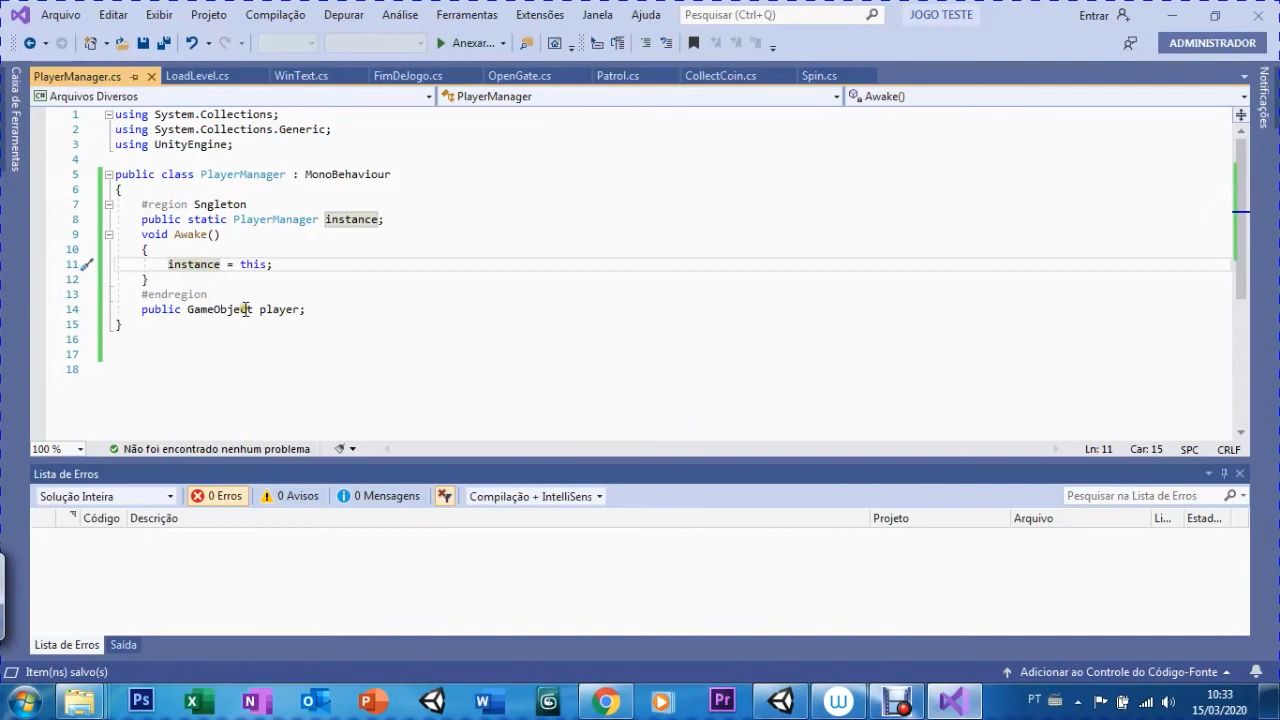 Arquivo Editar Exibir Projeto Compilação Depurar Análise Ferramentas Extensões Janela Ajuda Pesquisar (Ctrl+Q) JOGO TESTE Entrar
Anexar... ADMINISTRADOR
PlayerManager.cs LoadLevel.cs WinText.cs FimDeJogo.cs OpenGate.cs Patrol.cs CollectCoin.cs Spin.cs
Caixa de Ferramentas
Notificações
C# Arquivos Diversos PlayerManager Awake()
1 using System.Collections;
2 using System.Collections.Generic;
3 using UnityEngine;
4
5 public class PlayerManager : MonoBehaviour
6 {
7 #region Sngleton
8 public static PlayerManager instance;
9 void Awake()
10 {
11 instance = this;
12 }
13 #endregion
14 public GameObject player;
15 }
16
17
18
100 % Não foi encontrado nenhum problema Ln: 11 Car: 15 SPC CRLF
Lista de Erros
Solução Inteira 0 Erros 0 Avisos 0 Mensagens Compilação + IntelliSens Pesquisar na Lista de Erros
Código Descrição Projeto Arquivo Li... Estad...
Lista de Erros Saída
Item(ns) salvo(s) Adicionar ao Controle do Código-Fonte
Ps W Pr W PT 10:33
15/03/2020